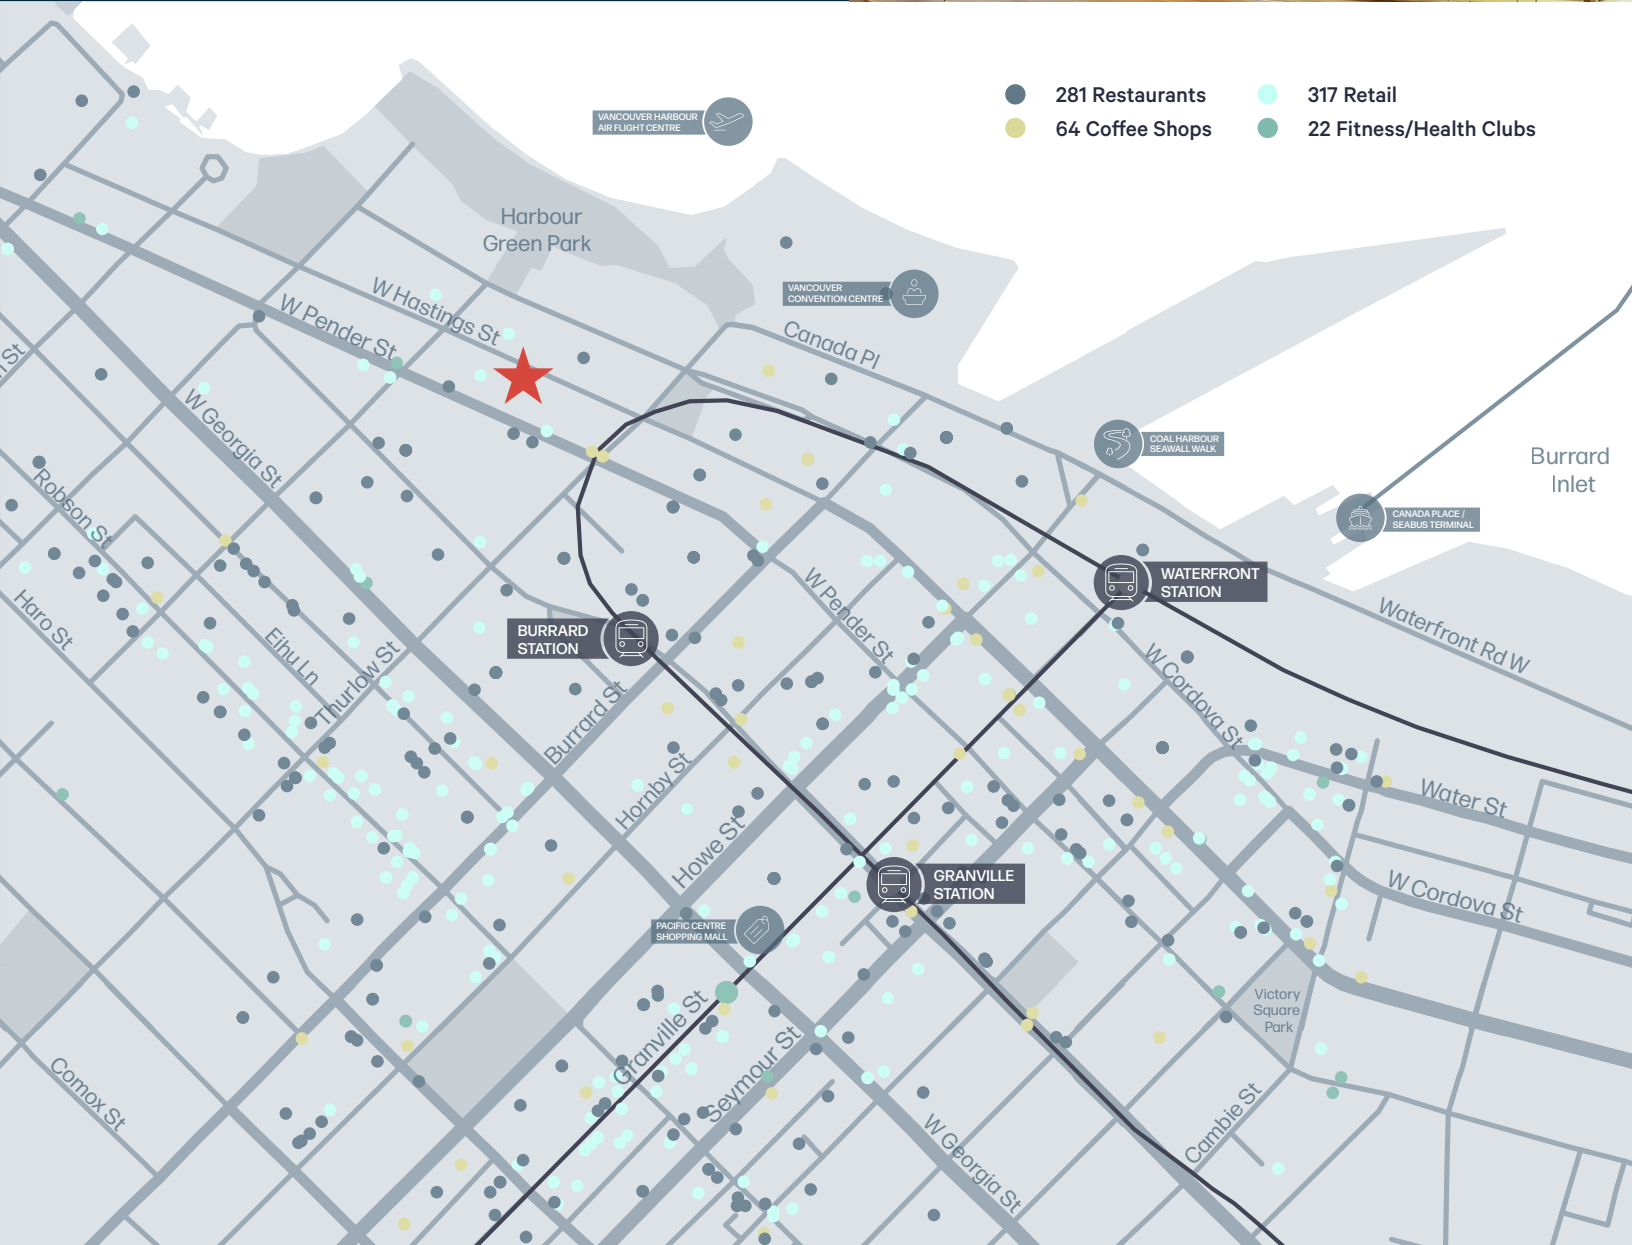 281 Restaurants
317 Retail
64 Coffee Shops
22 Fitness/Health Clubs
VANCOUVER HARBOUR
AIR FLIGHT CENTRE
Harbour
Green Park
VANCOUVER
CONVENTION CENTRE
W Hastings St
W Pender St
Canada Pl
COAL HARBOUR
SEAWALL WALK
Burrard
Inlet
CANADA PLACE /
SEABUS TERMINAL
W Georgia St
Robson St
WATERFRONT
STATION
Waterfront Rd W
W Pender St
Haro St
Eihu Ln
Thurlow St
BURRARD
STATION
W Cordova St
Burrard St
Hornby St
Water St
Howe St
GRANVILLE
STATION
W Cordova St
PACIFIC CENTRE
SHOPPING MALL
Victory
Square
Park
Granville St
Seymour St
Comox St
Cambie St
W Georgia St